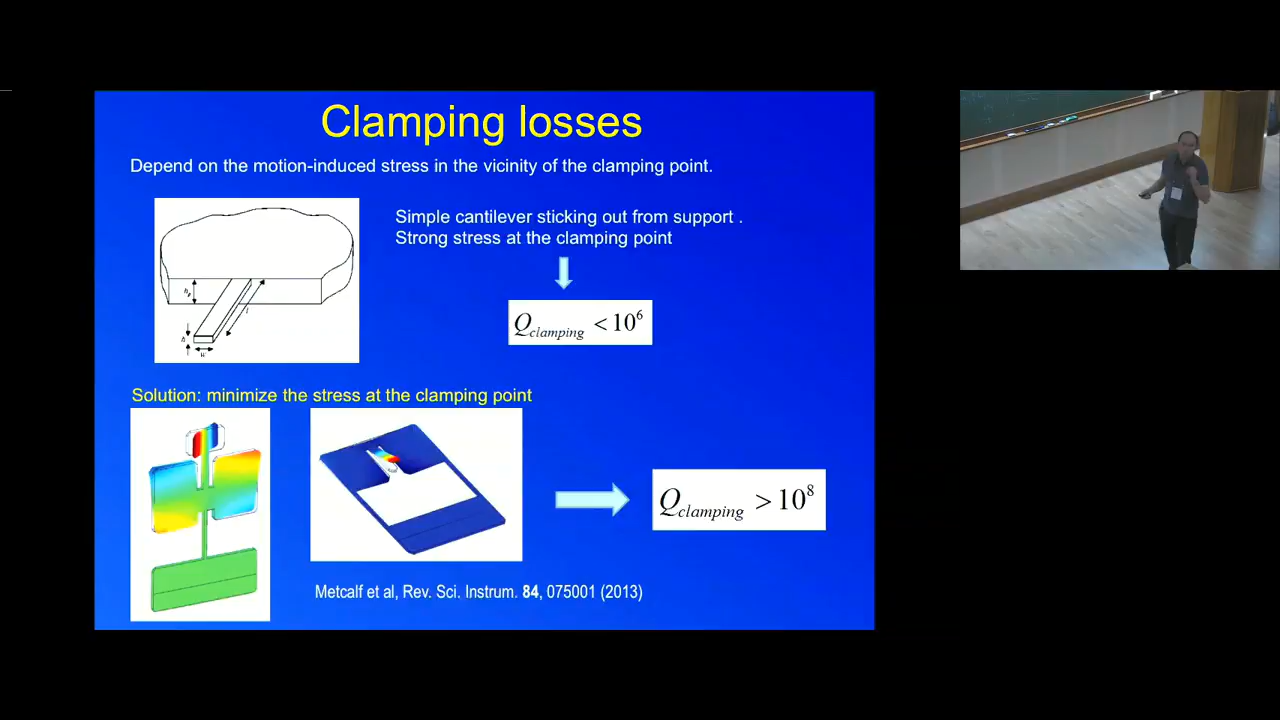 Clamping losses
Depend on the motion-induced stress in the vicinity of the clamping point.
Simple cantilever sticking out from support .
Strong stress at the clamping point
h_p
l
h
w
Q_clamping < 10^6
Solution: minimize the stress at the clamping point
Q_clamping > 10^8
Metcalf et al, Rev. Sci. Instrum. 84, 075001 (2013)